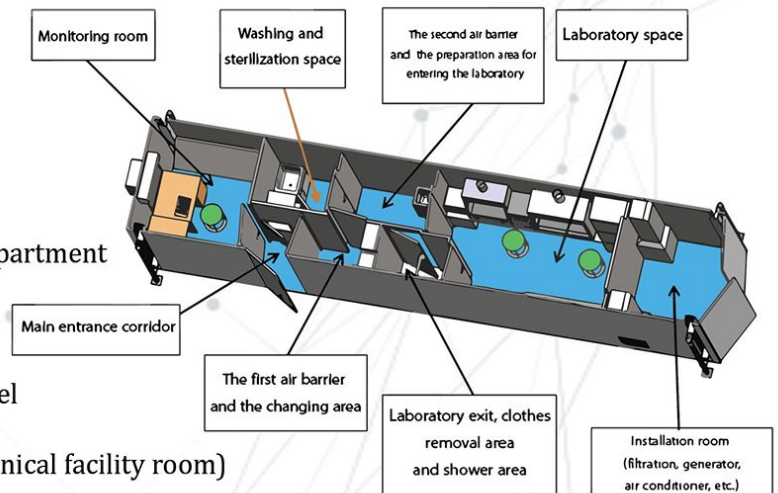 Monitoring room
Washing and
sterilization space
The second air barrier
and the preparation area for
entering the laboratory
Laboratory space
partment
Main entrance corridor
The first air barrier
and the changing area
el
Laboratory exit, clothes
removal area
and shower area
Installation room
(filtration, generator,
air conditioner, etc.)
nical facility room)